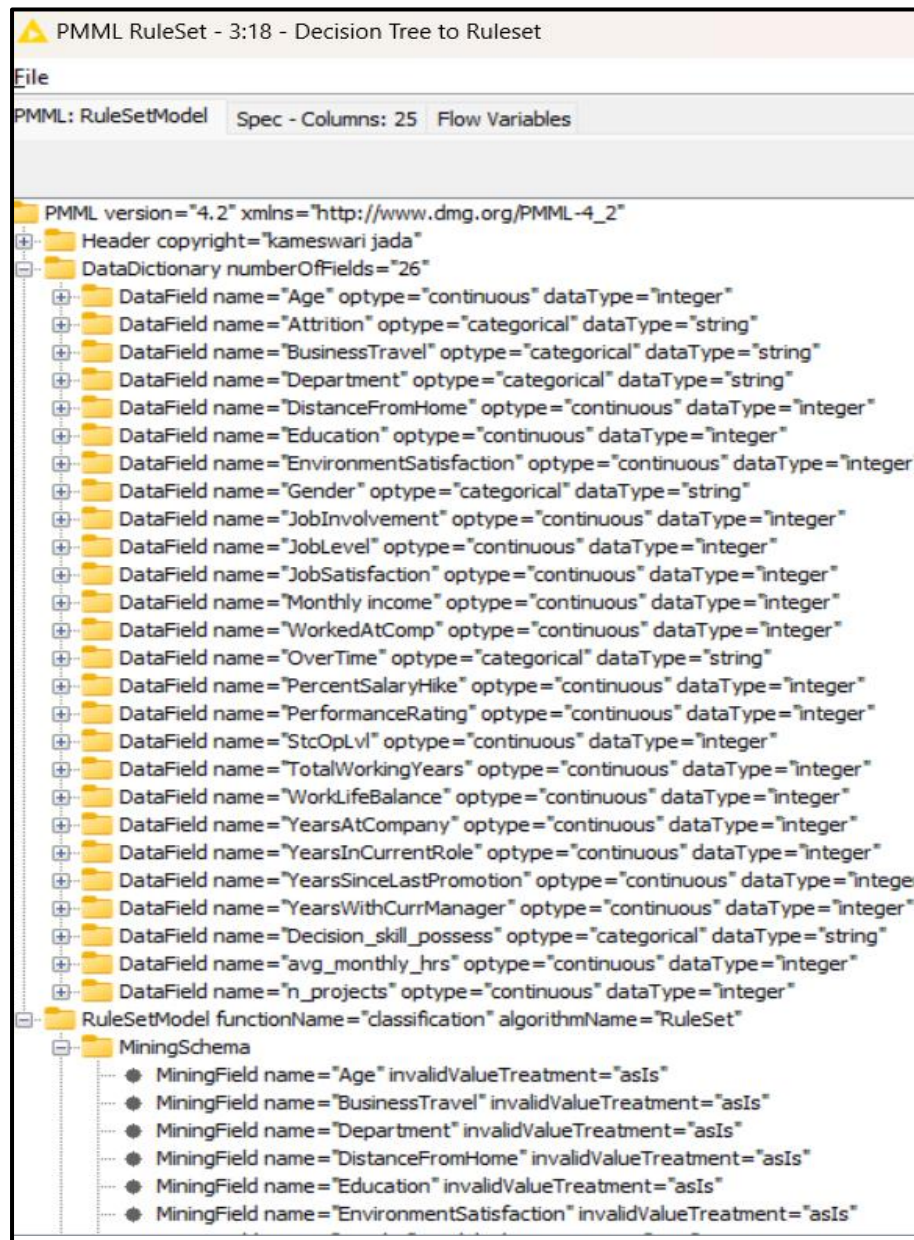 PMML RuleSet - 3:18 - Decision Tree to Ruleset
File
PMML: RuleSetModel Spec - Columns: 25 Flow Variables
PMML version="4.2" xmlns="http://www.dmg.org/PMML-4_2"
Header copyright="kameswari jada"
DataDictionary numberOfFields="26"
DataField name="Age" optype="continuous" dataType="integer"
DataField name="Attrition" optype="categorical" dataType="string"
DataField name="BusinessTravel" optype="categorical" dataType="string"
DataField name="Department" optype="categorical" dataType="string"
DataField name="DistanceFromHome" optype="continuous" dataType="integer"
DataField name="Education" optype="continuous" dataType="integer"
DataField name="EnvironmentSatisfaction" optype="continuous" dataType="integer"
DataField name="Gender" optype="categorical" dataType="string"
DataField name="JobInvolvement" optype="continuous" dataType="integer"
DataField name="JobLevel" optype="continuous" dataType="integer"
DataField name="JobSatisfaction" optype="continuous" dataType="integer"
DataField name="Monthly income" optype="continuous" dataType="integer"
DataField name="WorkedAtComp" optype="continuous" dataType="integer"
DataField name="OverTime" optype="categorical" dataType="string"
DataField name="PercentSalaryHike" optype="continuous" dataType="integer"
DataField name="PerformanceRating" optype="continuous" dataType="integer"
DataField name="StcOpLvl" optype="continuous" dataType="integer"
DataField name="TotalWorkingYears" optype="continuous" dataType="integer"
DataField name="WorkLifeBalance" optype="continuous" dataType="integer"
DataField name="YearsAtCompany" optype="continuous" dataType="integer"
DataField name="YearsInCurrentRole" optype="continuous" dataType="integer"
DataField name="YearsSinceLastPromotion" optype="continuous" dataType="intege
DataField name="YearsWithCurrManager" optype="continuous" dataType="integer"
DataField name="Decision_skill_possess" optype="categorical" dataType="string"
DataField name="avg_monthly_hrs" optype="continuous" dataType="integer"
DataField name="n_projects" optype="continuous" dataType="integer"
RuleSetModel functionName="classification" algorithmName="RuleSet"
MiningSchema
MiningField name="Age" invalidValueTreatment="asIs"
MiningField name="BusinessTravel" invalidValueTreatment="asIs"
MiningField name="Department" invalidValueTreatment="asIs"
MiningField name="DistanceFromHome" invalidValueTreatment="asIs"
MiningField name="Education" invalidValueTreatment="asIs"
MiningField name="EnvironmentSatisfaction" invalidValueTreatment="asIs"